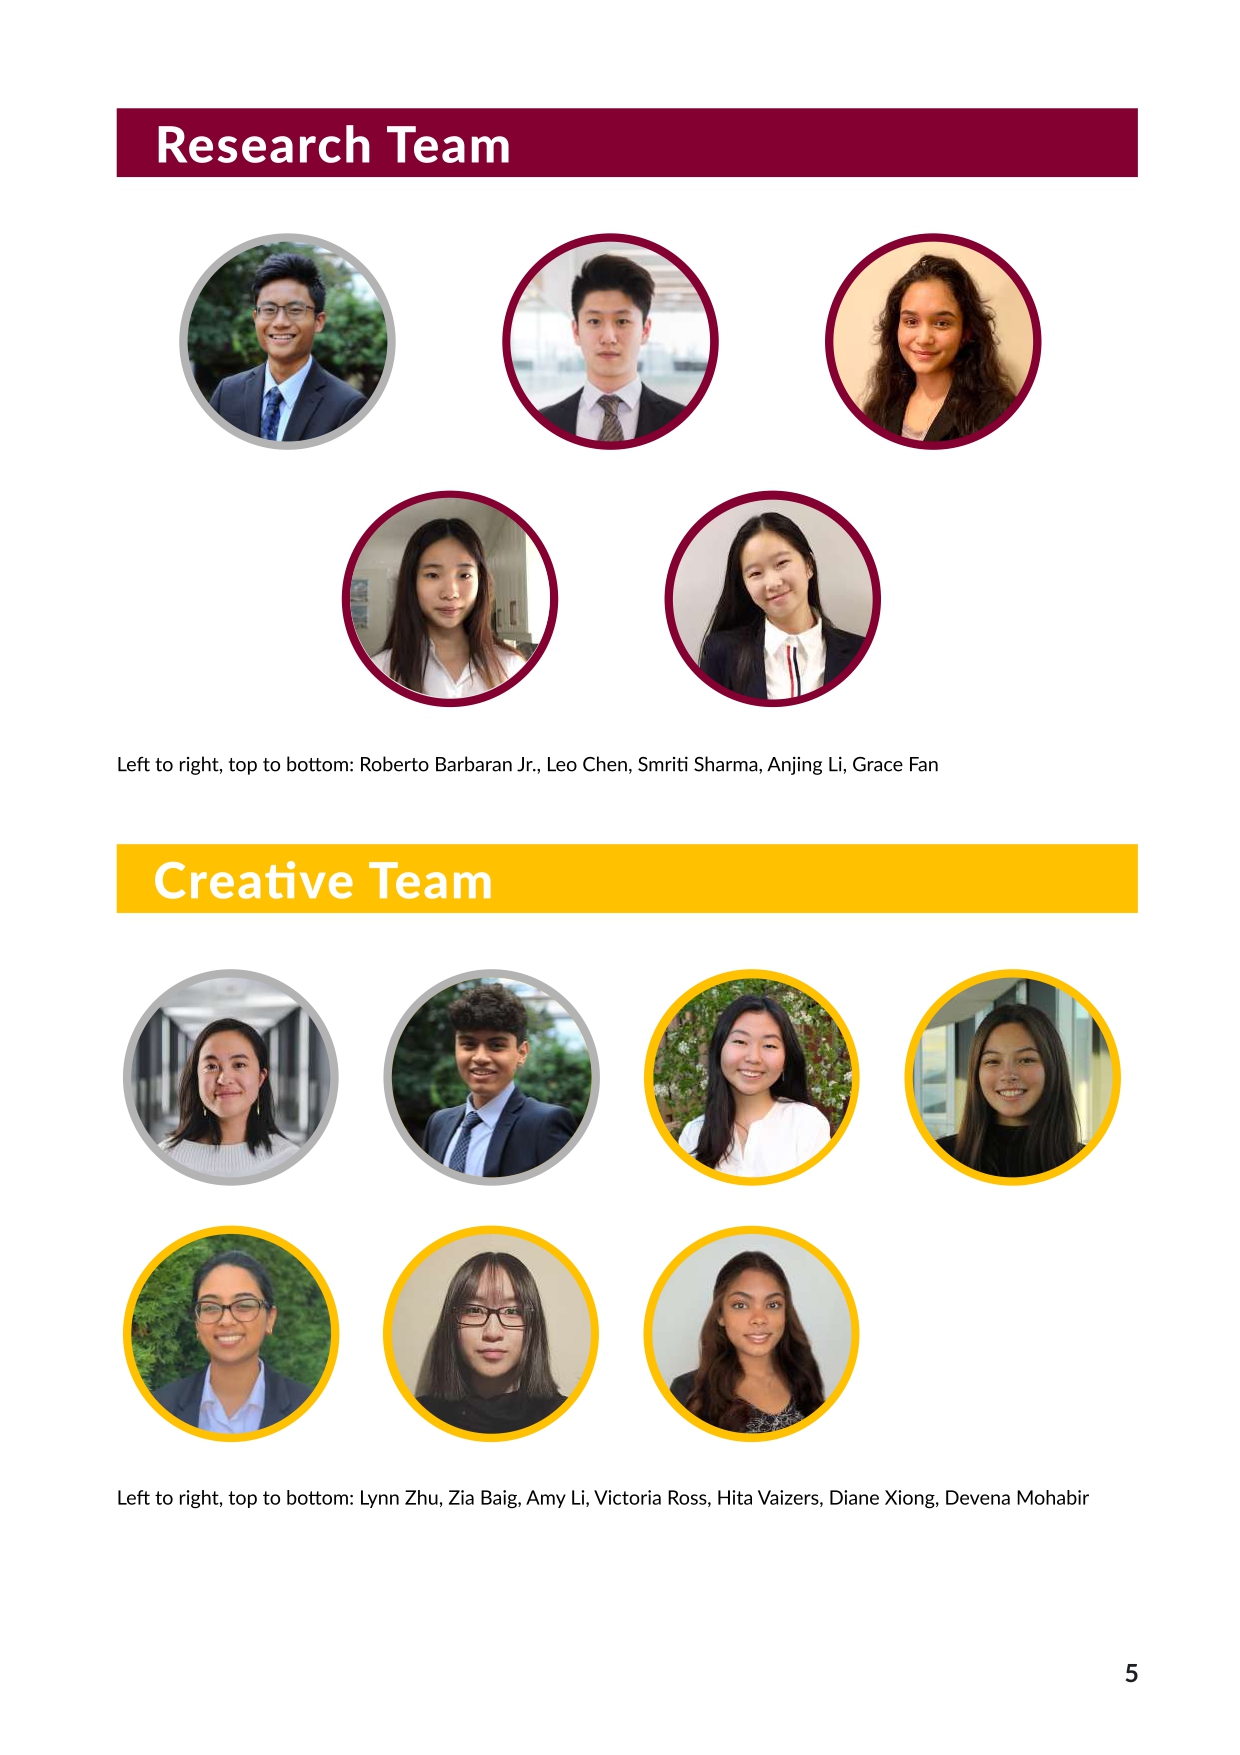 Research Team
Left to right, top to bottom: Roberto Barbaran Jr., Leo Chen, Smriti Sharma, Anjing Li, Grace Fan
Creative Team
Left to right, top to bottom: Lynn Zhu, Zia Baig, Amy Li, Victoria Ross, Hita Vaizers, Diane Xiong, Devena Mohabir
5